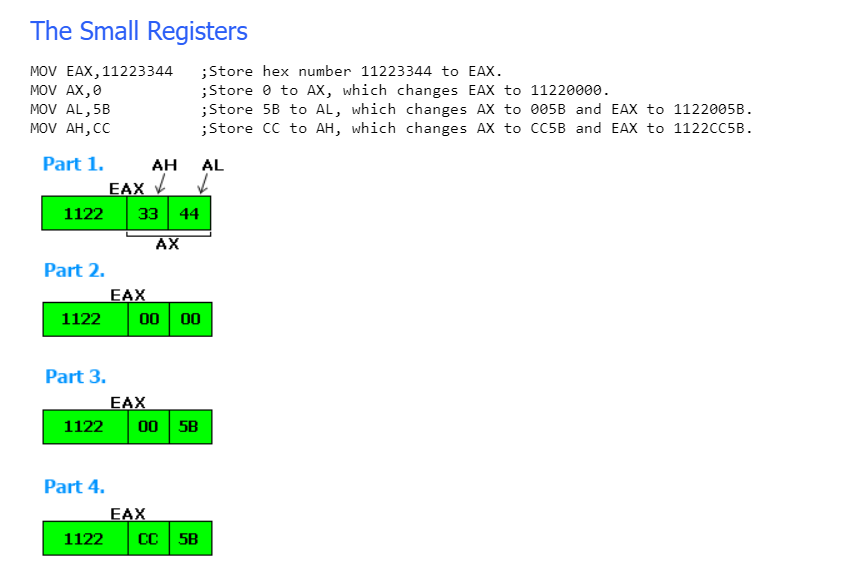 The Small Registers
MOV EAX,11223344   ;Store hex number 11223344 to EAX.
MOV AX,0           ;Store 0 to AX, which changes EAX to 11220000.
MOV AL,5B          ;Store 5B to AL, which changes AX to 005B and EAX to 1122005B.
MOV AH,CC          ;Store CC to AH, which changes AX to CC5B and EAX to 1122CC5B.
Part 1. AH AL
EAX
1122 33 44
AX
Part 2.
EAX
1122 00 00
Part 3.
EAX
1122 00 5B
Part 4.
EAX
1122 CC 5B